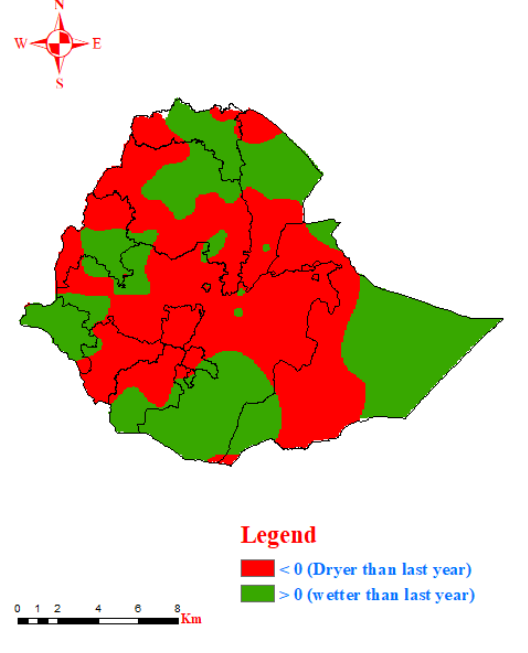 N
W E
S
Legend
< 0 (Dryer than last year)
> 0 (wetter than last year)
0 1 2 4 6 8
Km